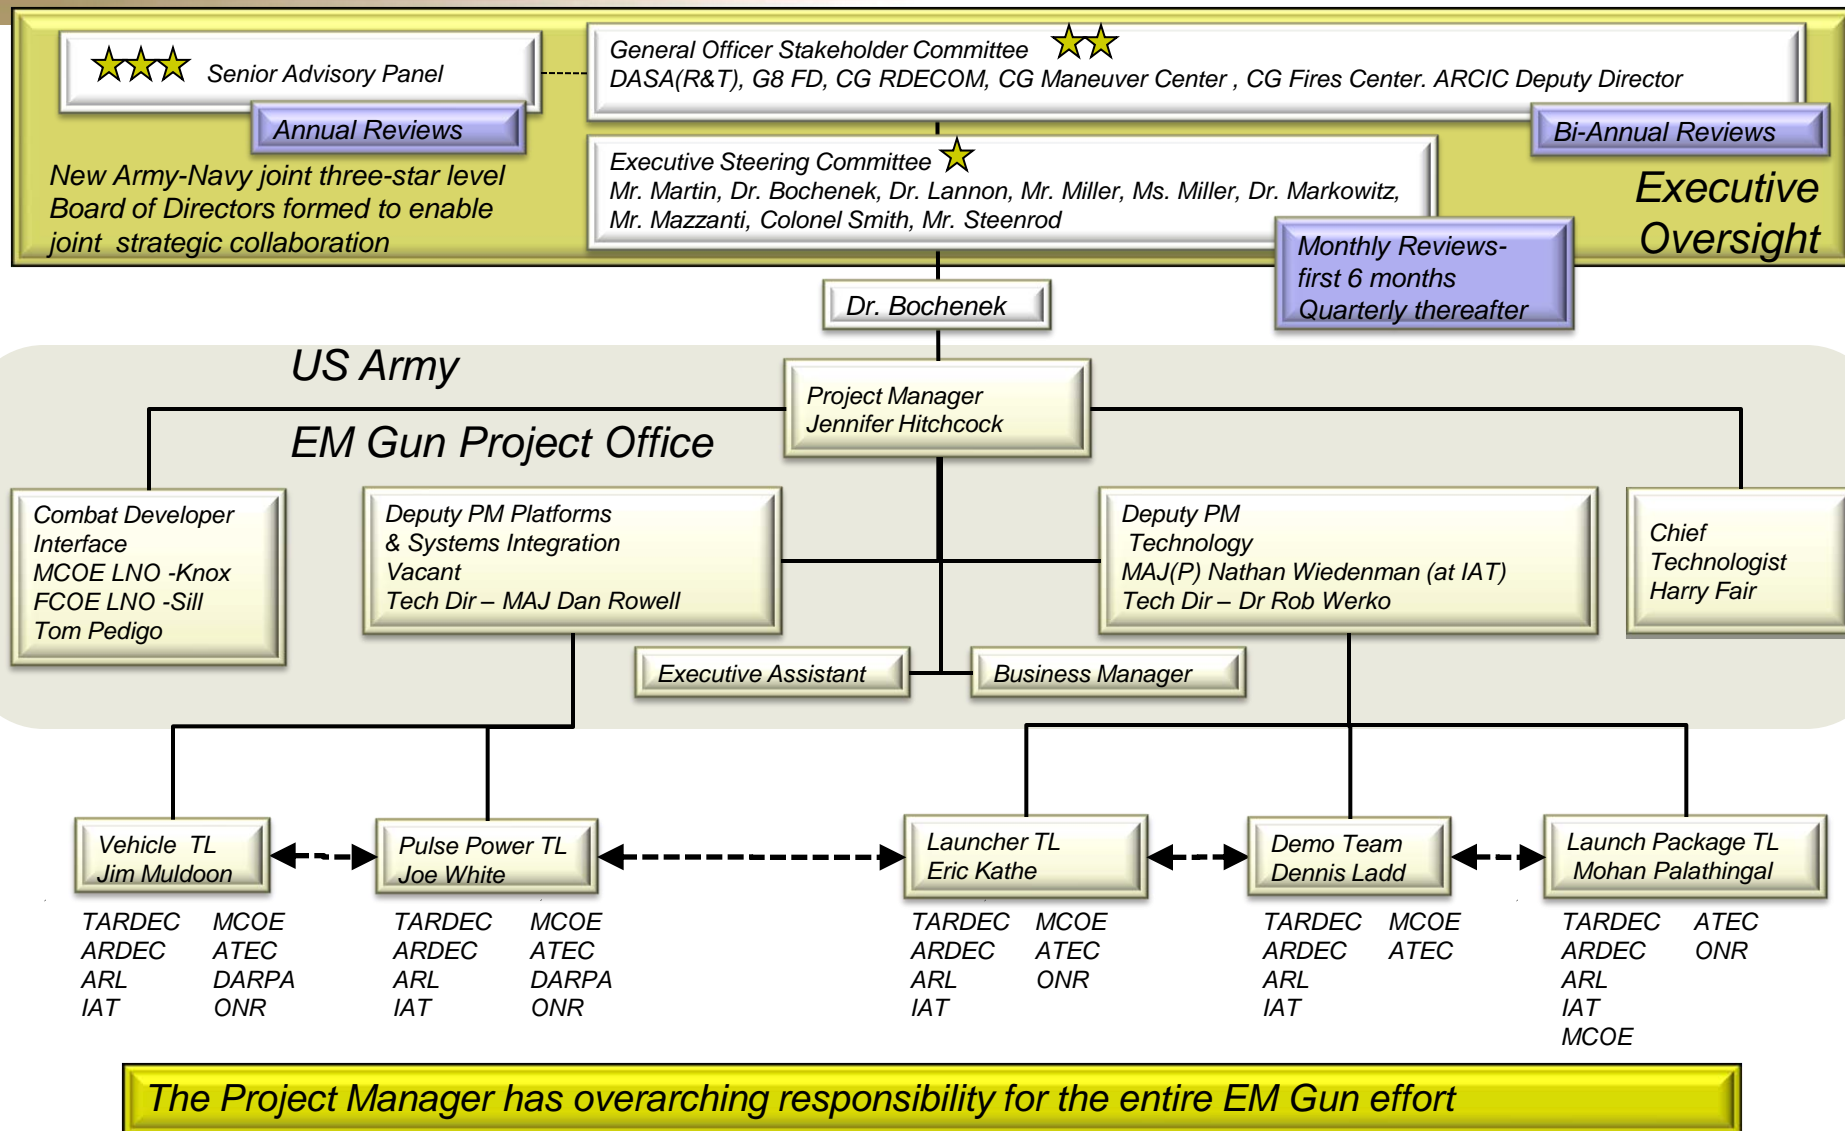 Senior Advisory Panel
Annual Reviews
New Army-Navy joint three-star level
Board of Directors formed to enable
joint strategic collaboration
General Officer Stakeholder Committee
DASA(R&T), G8 FD, CG RDECOM, CG Maneuver Center , CG Fires Center. ARCIC Deputy Director
Bi-Annual Reviews
Executive Steering Committee
Mr. Martin, Dr. Bochenek, Dr. Lannon, Mr. Miller, Ms. Miller, Dr. Markowitz,
Mr. Mazzanti, Colonel Smith, Mr. Steenrod
Executive
Oversight
Monthly Reviews-
first 6 months
Quarterly thereafter
Dr. Bochenek
US Army
EM Gun Project Office
Project Manager
Jennifer Hitchcock
Combat Developer
Interface
MCOE LNO -Knox
FCOE LNO -Sill
Tom Pedigo
Deputy PM Platforms
& Systems Integration
Vacant
Tech Dir – MAJ Dan Rowell
Deputy PM
Technology
MAJ(P) Nathan Wiedenman (at IAT)
Tech Dir – Dr Rob Werko
Chief
Technologist
Harry Fair
Executive Assistant
Business Manager
Vehicle TL
Jim Muldoon
Pulse Power TL
Joe White
Launcher TL
Eric Kathe
Demo Team
Dennis Ladd
Launch Package TL
Mohan Palathingal
TARDEC MCOE
ARDEC ATEC
ARL DARPA
IAT ONR
TARDEC MCOE
ARDEC ATEC
ARL DARPA
IAT ONR
TARDEC MCOE
ARDEC ATEC
ARL ONR
IAT
TARDEC MCOE
ARDEC ATEC
ARL
IAT
TARDEC ATEC
ARDEC ONR
ARL
IAT
MCOE
The Project Manager has overarching responsibility for the entire EM Gun effort